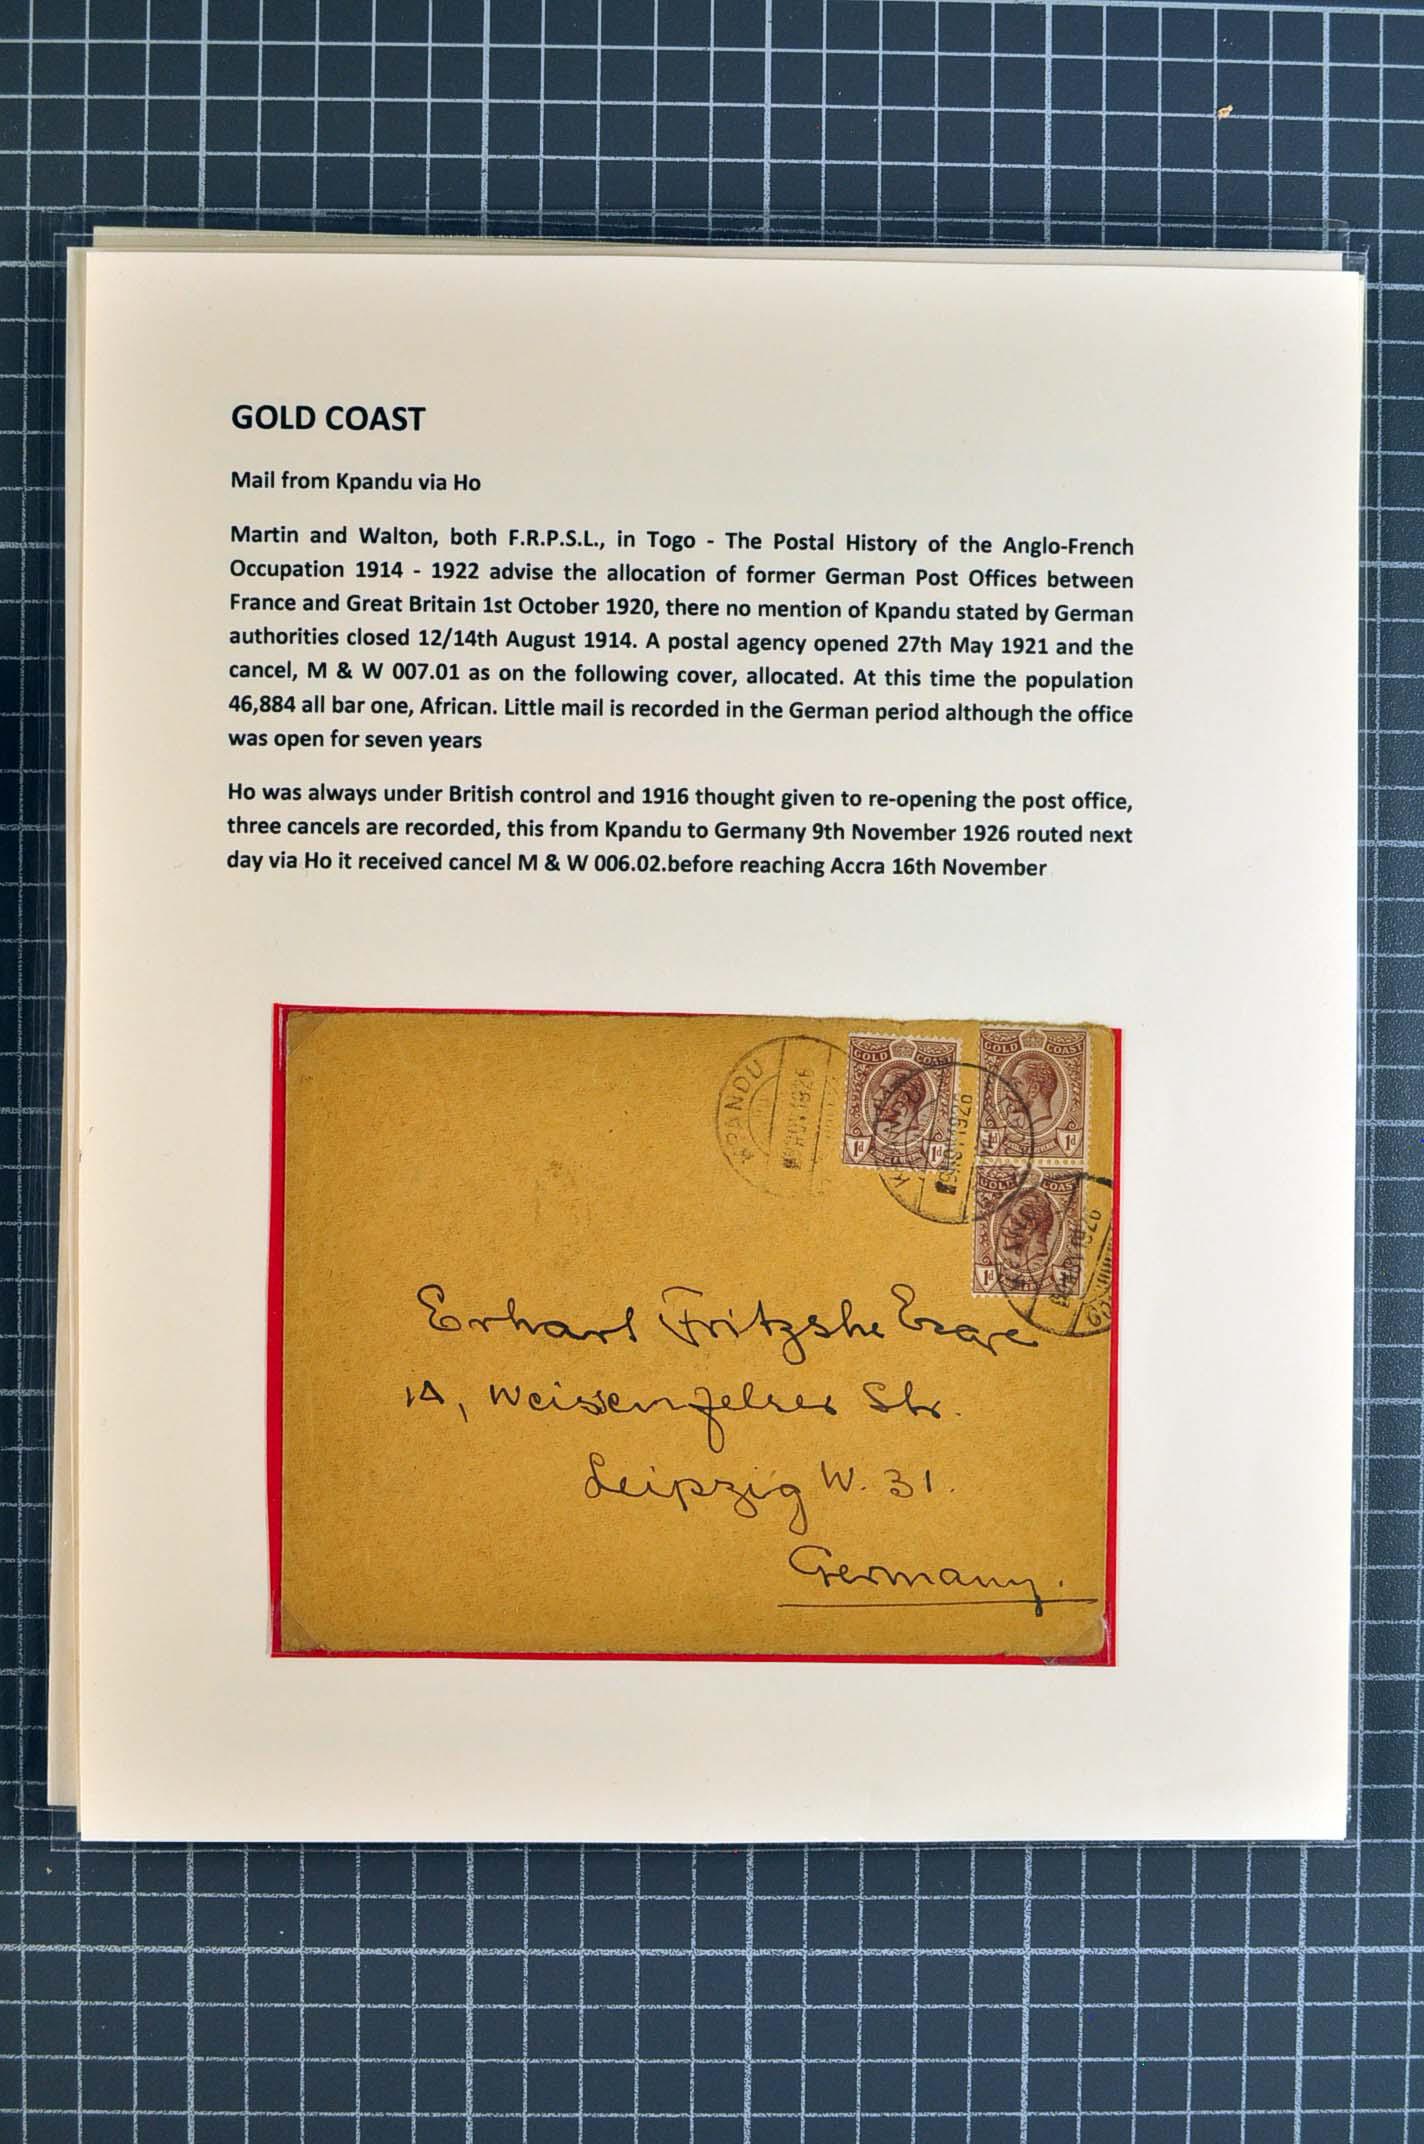 GOLD COAST
Mail from Kpandu via Ho
Martin and Walton, both F.R.P.S.L., in Togo - The Postal History of the Anglo-French
Occupation 1914 - 1922 advise the allocation of former German Post Offices between
France and Great Britain 1st October 1920, there no mention of Kpandu stated by German
authorities closed 12/14th August 1914. A postal agency opened 27th May 1921 and the
cancel, M & W 007.01 as on the following cover, allocated. At this time the population
46,884 all bar one, African. Little mail is recorded in the German period although the office
was open for seven years
Ho was always under British control and 1916 thought given to re-opening the post office,
three cancels are recorded, this from Kpandu to Germany 9th November 1926 routed next
day via Ho it received cancel M & W 006.02.before reaching Accra 16th November
KPANDU
NOV 1926
GOLD COAST
1d 1d
GOLD COAST
1d 1d
GOLD COAST
1d
Erhart Fritzshe Esqre
1A, Weissenfelser Str.
Leipzig W. 31.
Germany.